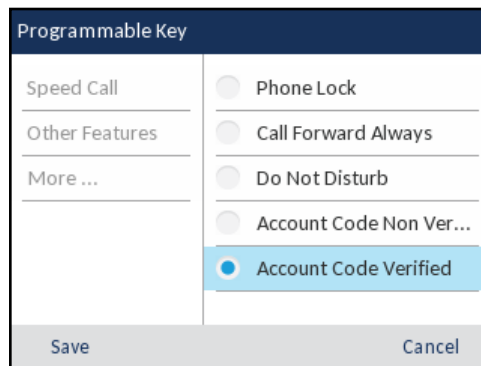 Programmable Key
Speed Call
Other Features
More ...
Phone Lock
Call Forward Always
Do Not Disturb
Account Code Non Ver...
Account Code Verified
Save
Cancel